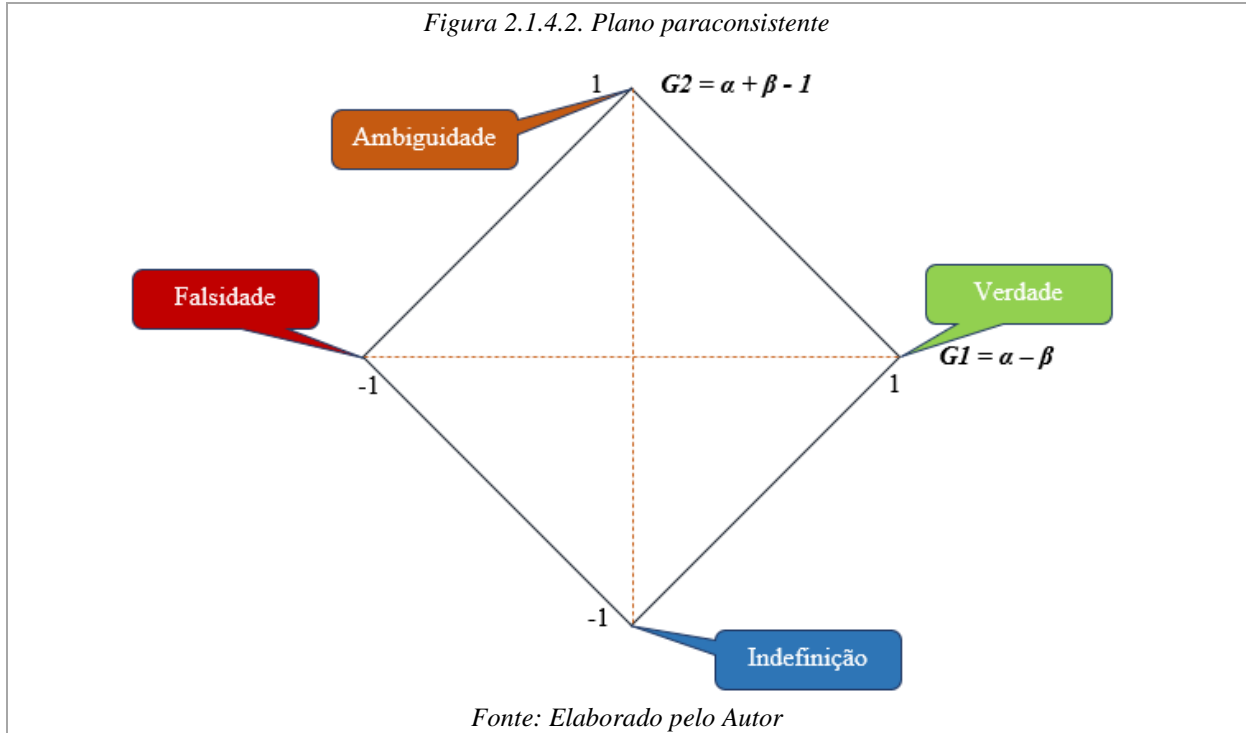 Figura 2.1.4.2. Plano paraconsistente
1
G2 = α + β - 1
Ambiguidade
Falsidade
Verdade
G1 = α – β
-1
1
-1
Indefinição
Fonte: Elaborado pelo Autor